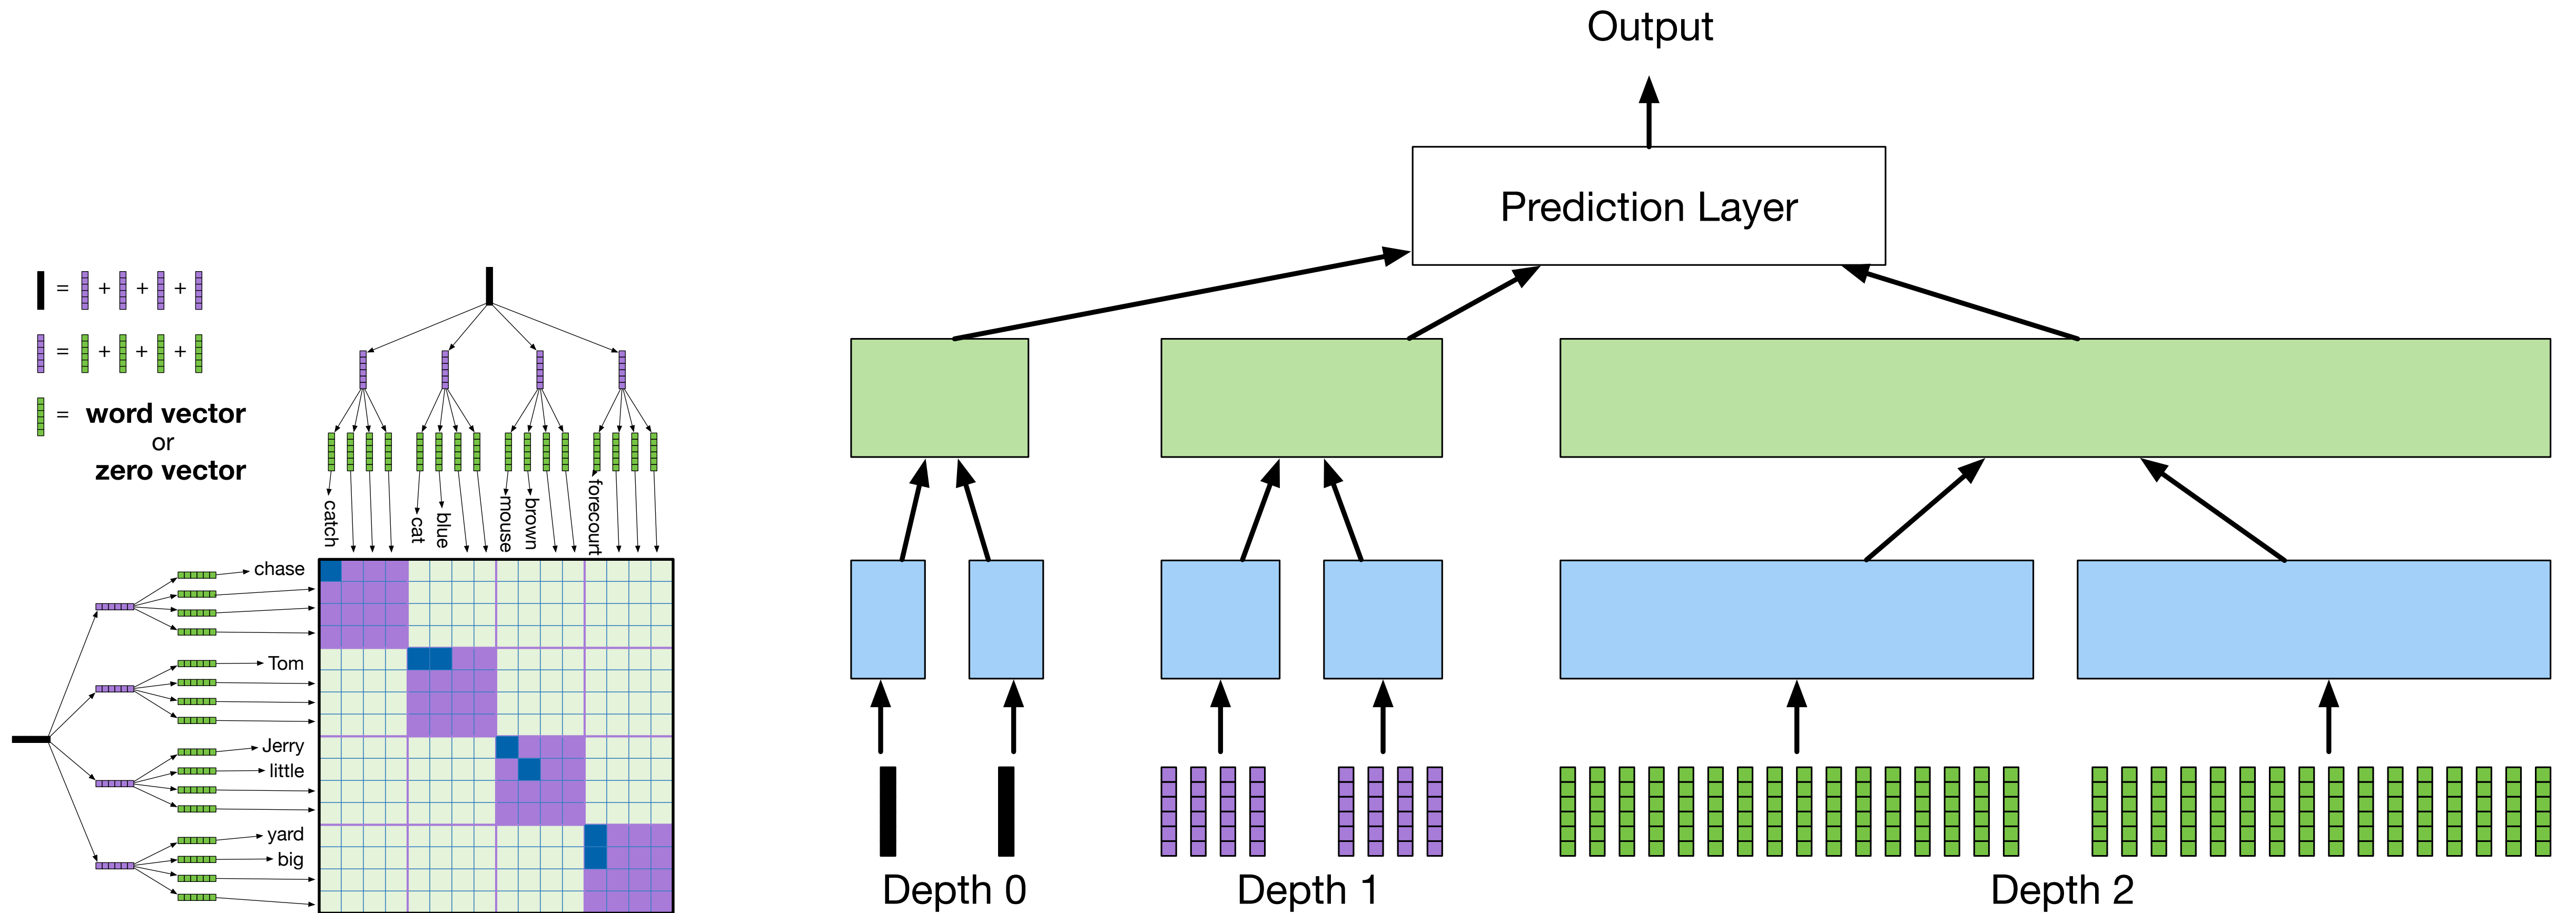 Output
Prediction Layer
= + + +
= + + +
= word vector
or
zero vector
catch
cat
blue
mouse
brown
forecourt
chase
Tom
Jerry
little
yard
big
Depth 0
Depth 1
Depth 2